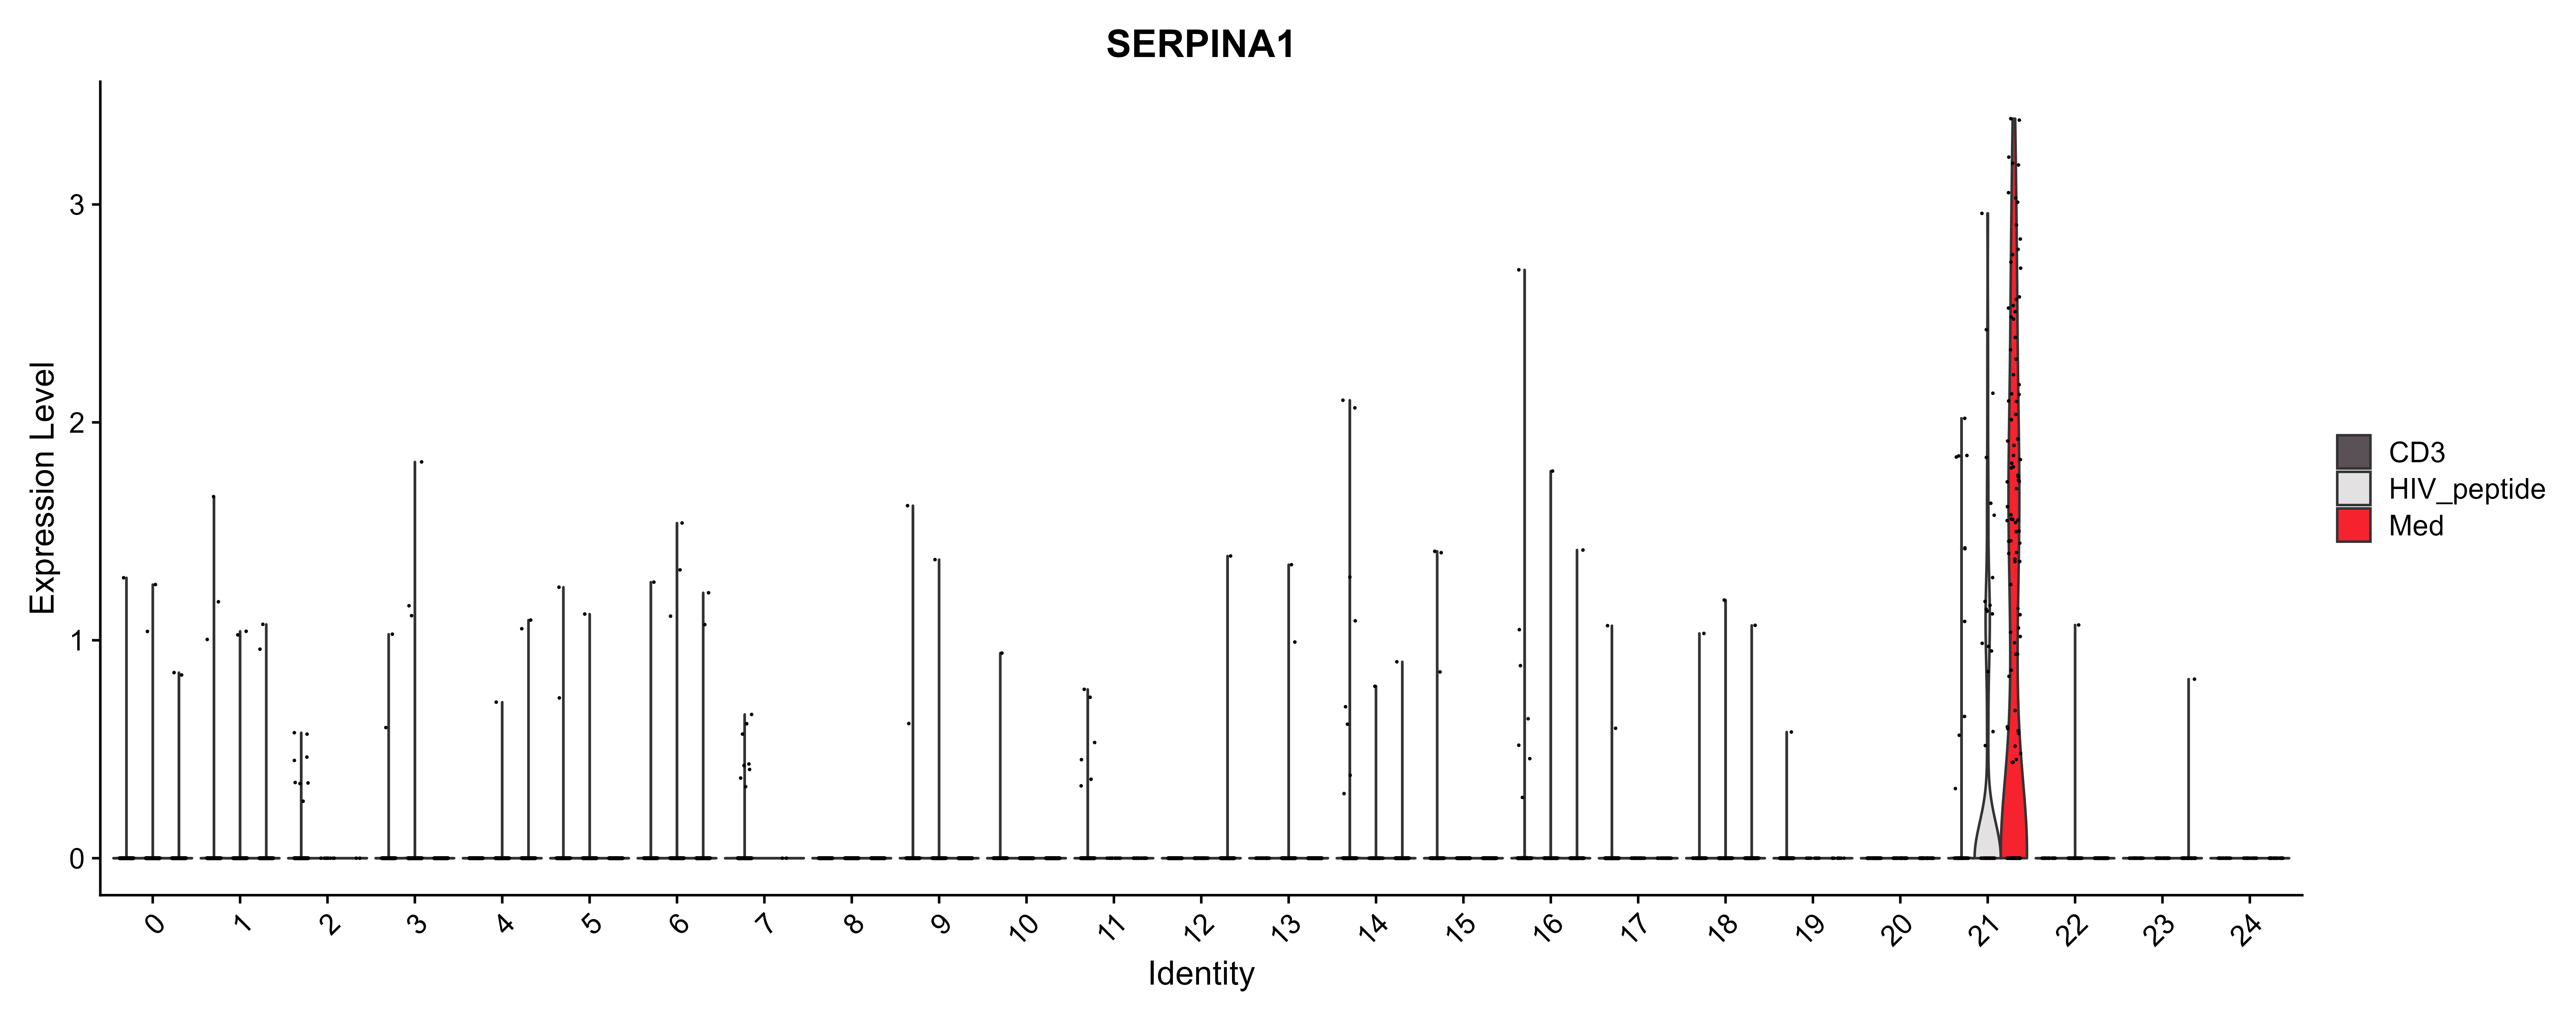 SERPINA1
Expression Level
3
2
1
0
0 1 2 3 4 5 6 7 8 9 10 11 12 13 14 15 16 17 18 19 20 21 22 23 24
Identity
CD3
HIV_peptide
Med